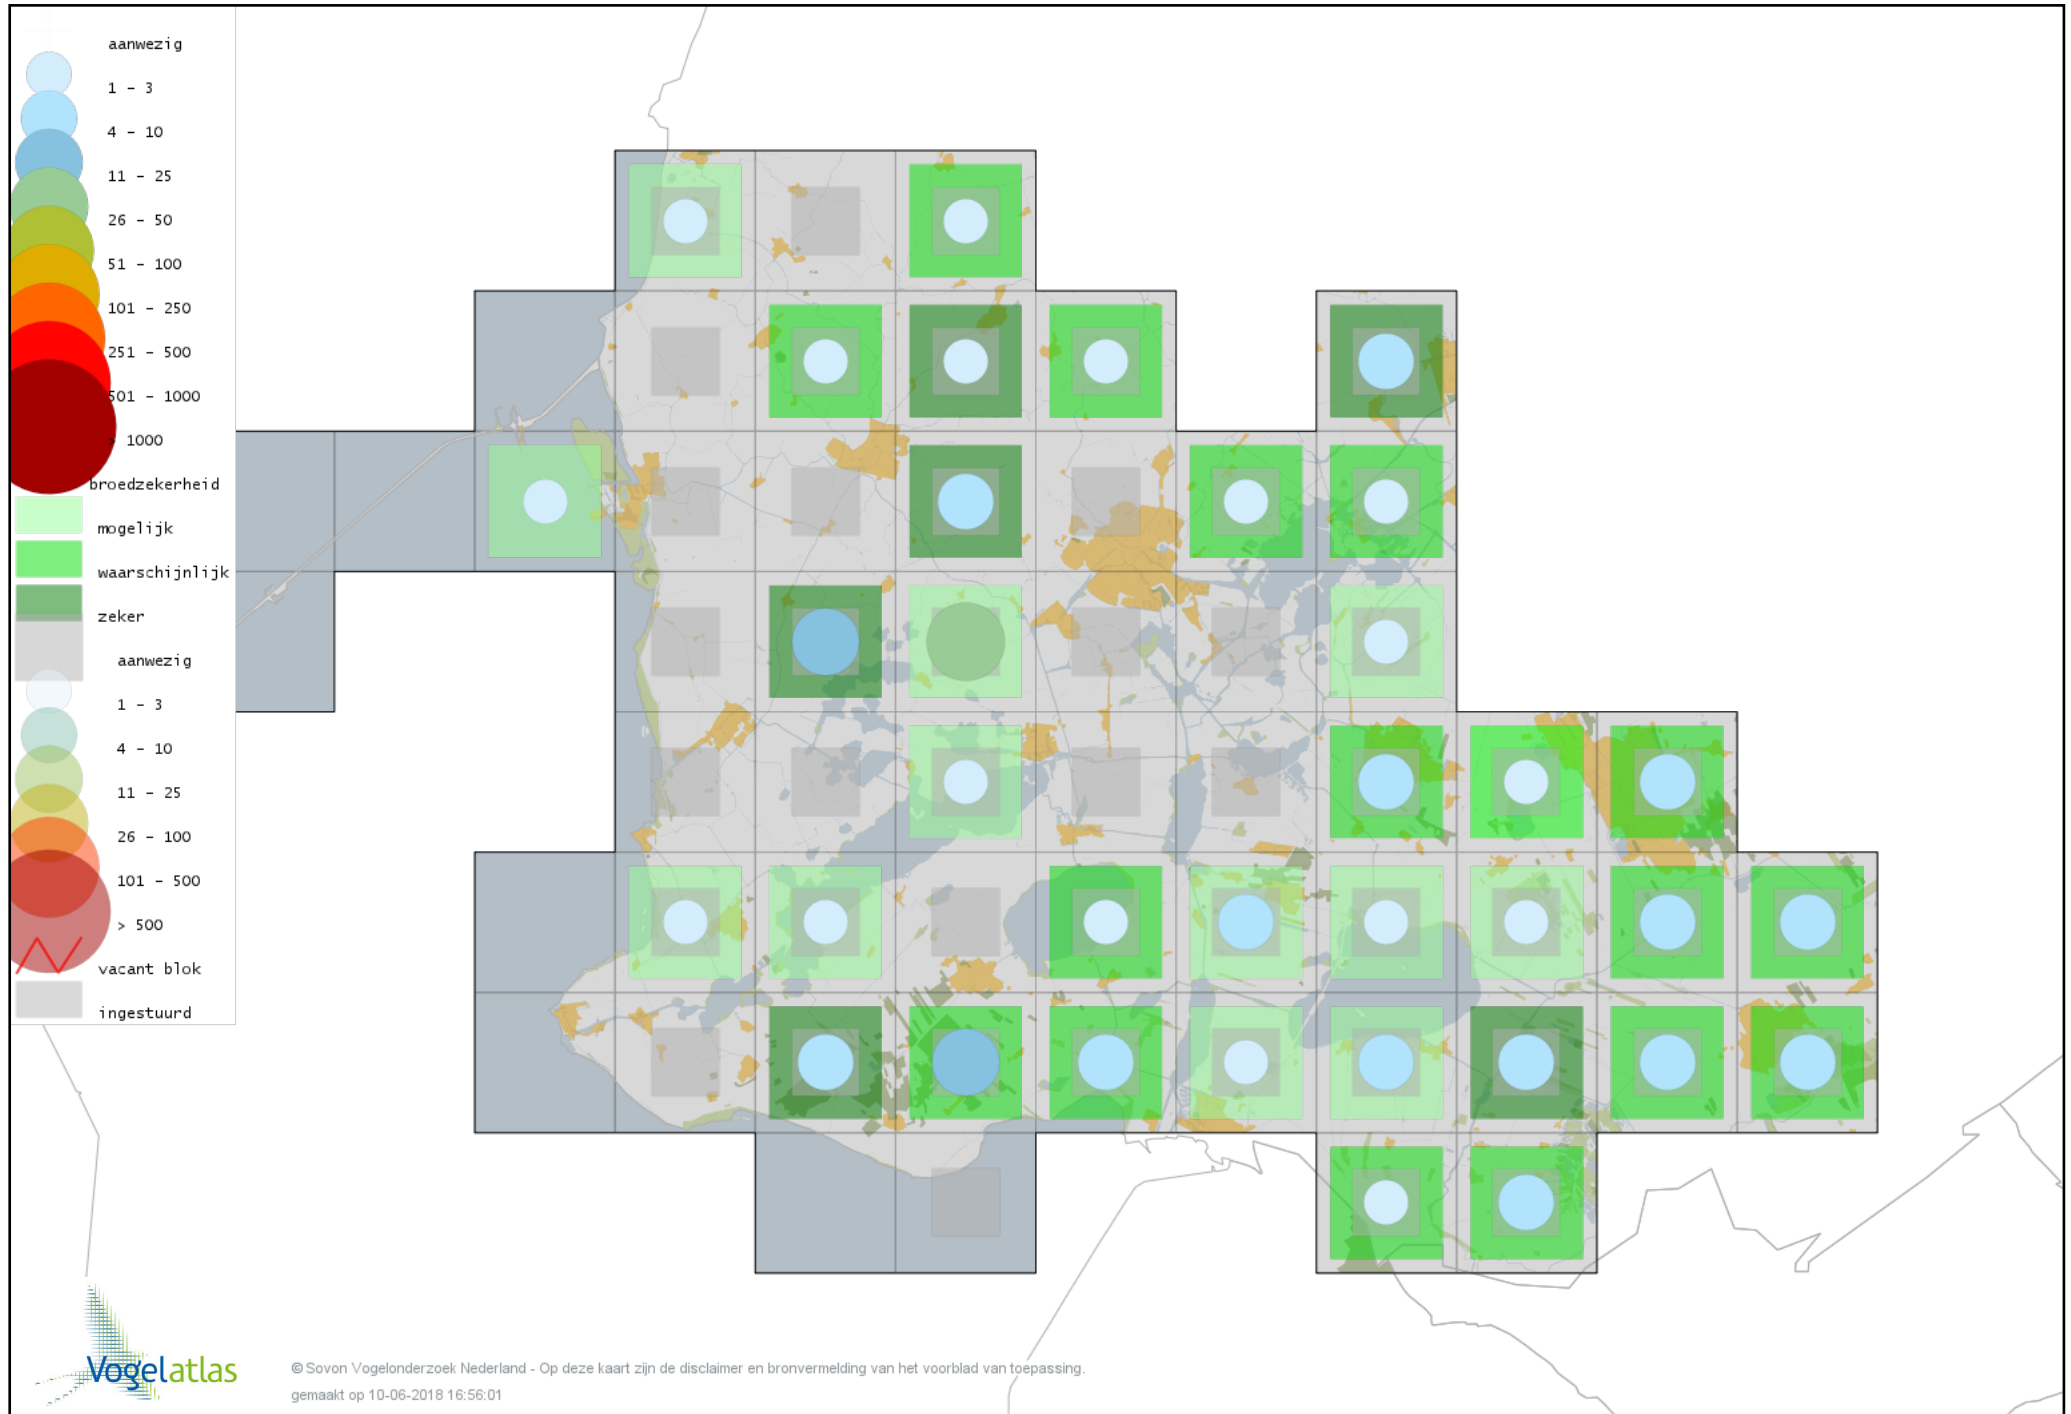 aanwezig
1 - 3
4 - 10
11 - 25
26 - 50
51 - 100
101 - 250
251 - 500
501 - 1000
> 1000
broedzekerheid
mogelijk
waarschijnlijk
zeker
aanwezig
1 - 3
4 - 10
11 - 25
26 - 100
101 - 500
> 500
vacant blok
ingestuurd
Vogelatlas
© Sovon Vogelonderzoek Nederland - Op deze kaart zijn de disclaimer en bronvermelding van het voorblad van toepassing.
gemaakt op 10-06-2018 16:56:01